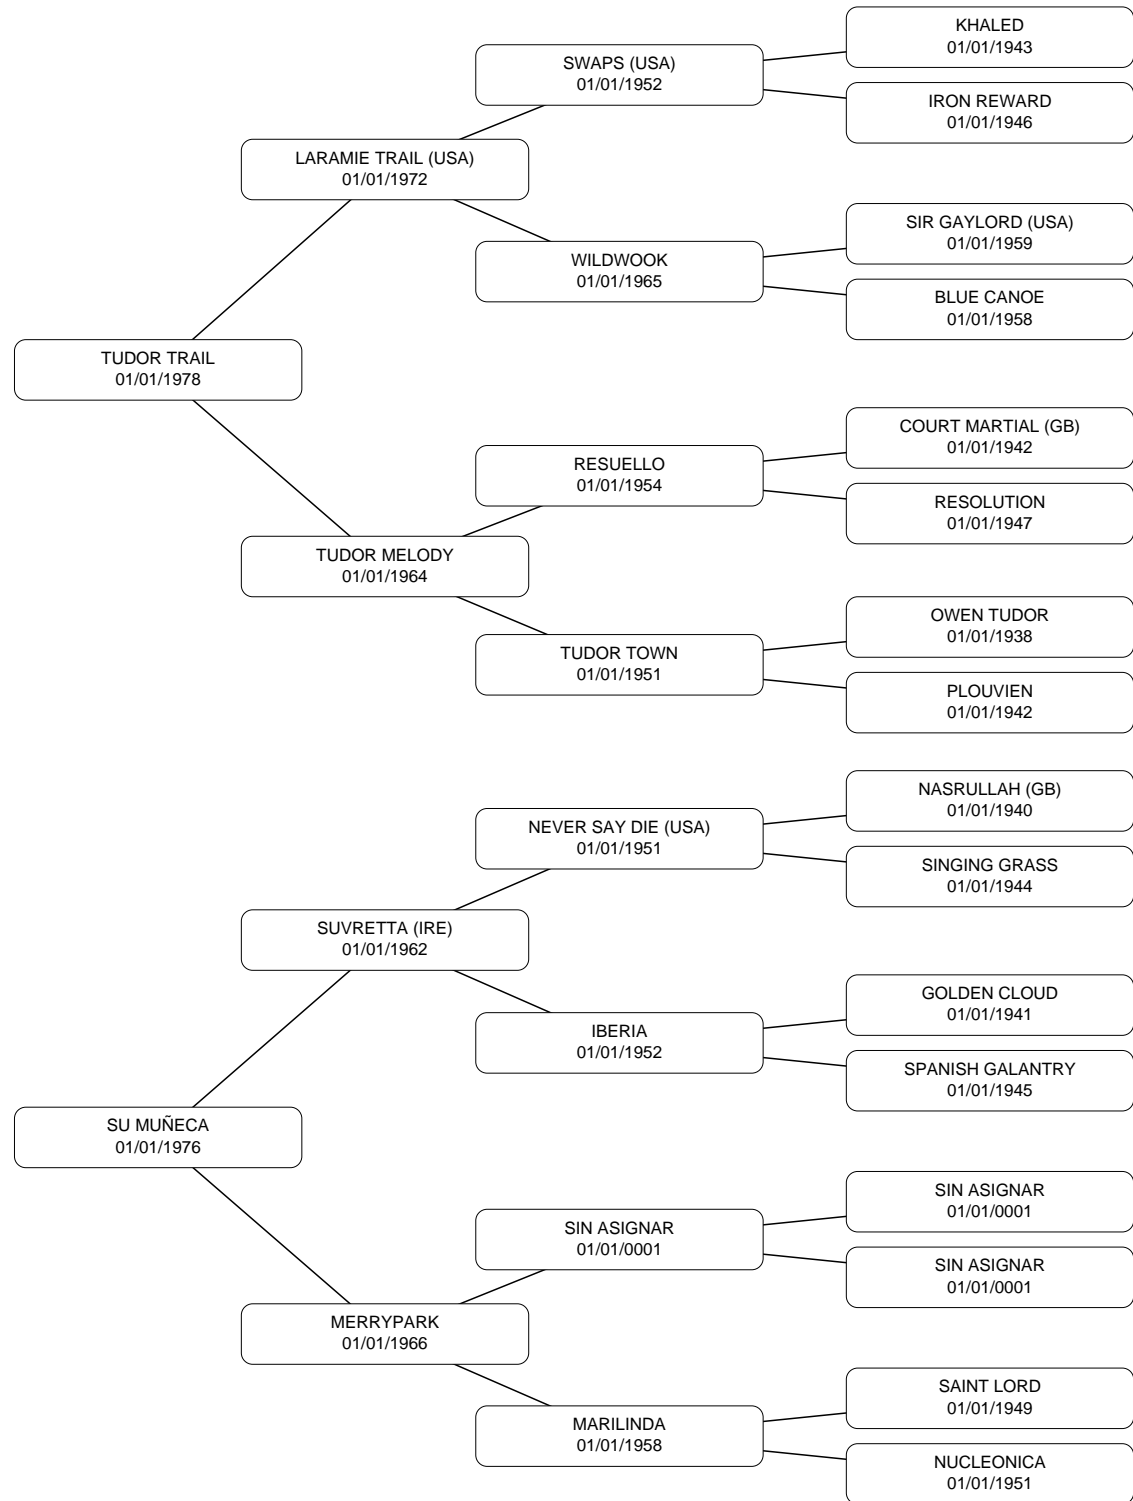 KHALED
01/01/1943
SWAPS (USA)
01/01/1952
IRON REWARD
01/01/1946
LARAMIE TRAIL (USA)
01/01/1972
SIR GAYLORD (USA)
01/01/1959
WILDWOOK
01/01/1965
BLUE CANOE
01/01/1958
TUDOR TRAIL
01/01/1978
COURT MARTIAL (GB)
01/01/1942
RESUELLO
01/01/1954
RESOLUTION
01/01/1947
TUDOR MELODY
01/01/1964
OWEN TUDOR
01/01/1938
TUDOR TOWN
01/01/1951
PLOUVIEN
01/01/1942
NASRULLAH (GB)
01/01/1940
NEVER SAY DIE (USA)
01/01/1951
SINGING GRASS
01/01/1944
SUVRETTA (IRE)
01/01/1962
GOLDEN CLOUD
01/01/1941
IBERIA
01/01/1952
SPANISH GALANTRY
01/01/1945
SU MUÑECA
01/01/1976
SIN ASIGNAR
01/01/0001
SIN ASIGNAR
01/01/0001
SIN ASIGNAR
01/01/0001
MERRYPARK
01/01/1966
SAINT LORD
01/01/1949
MARILINDA
01/01/1958
NUCLEONICA
01/01/1951